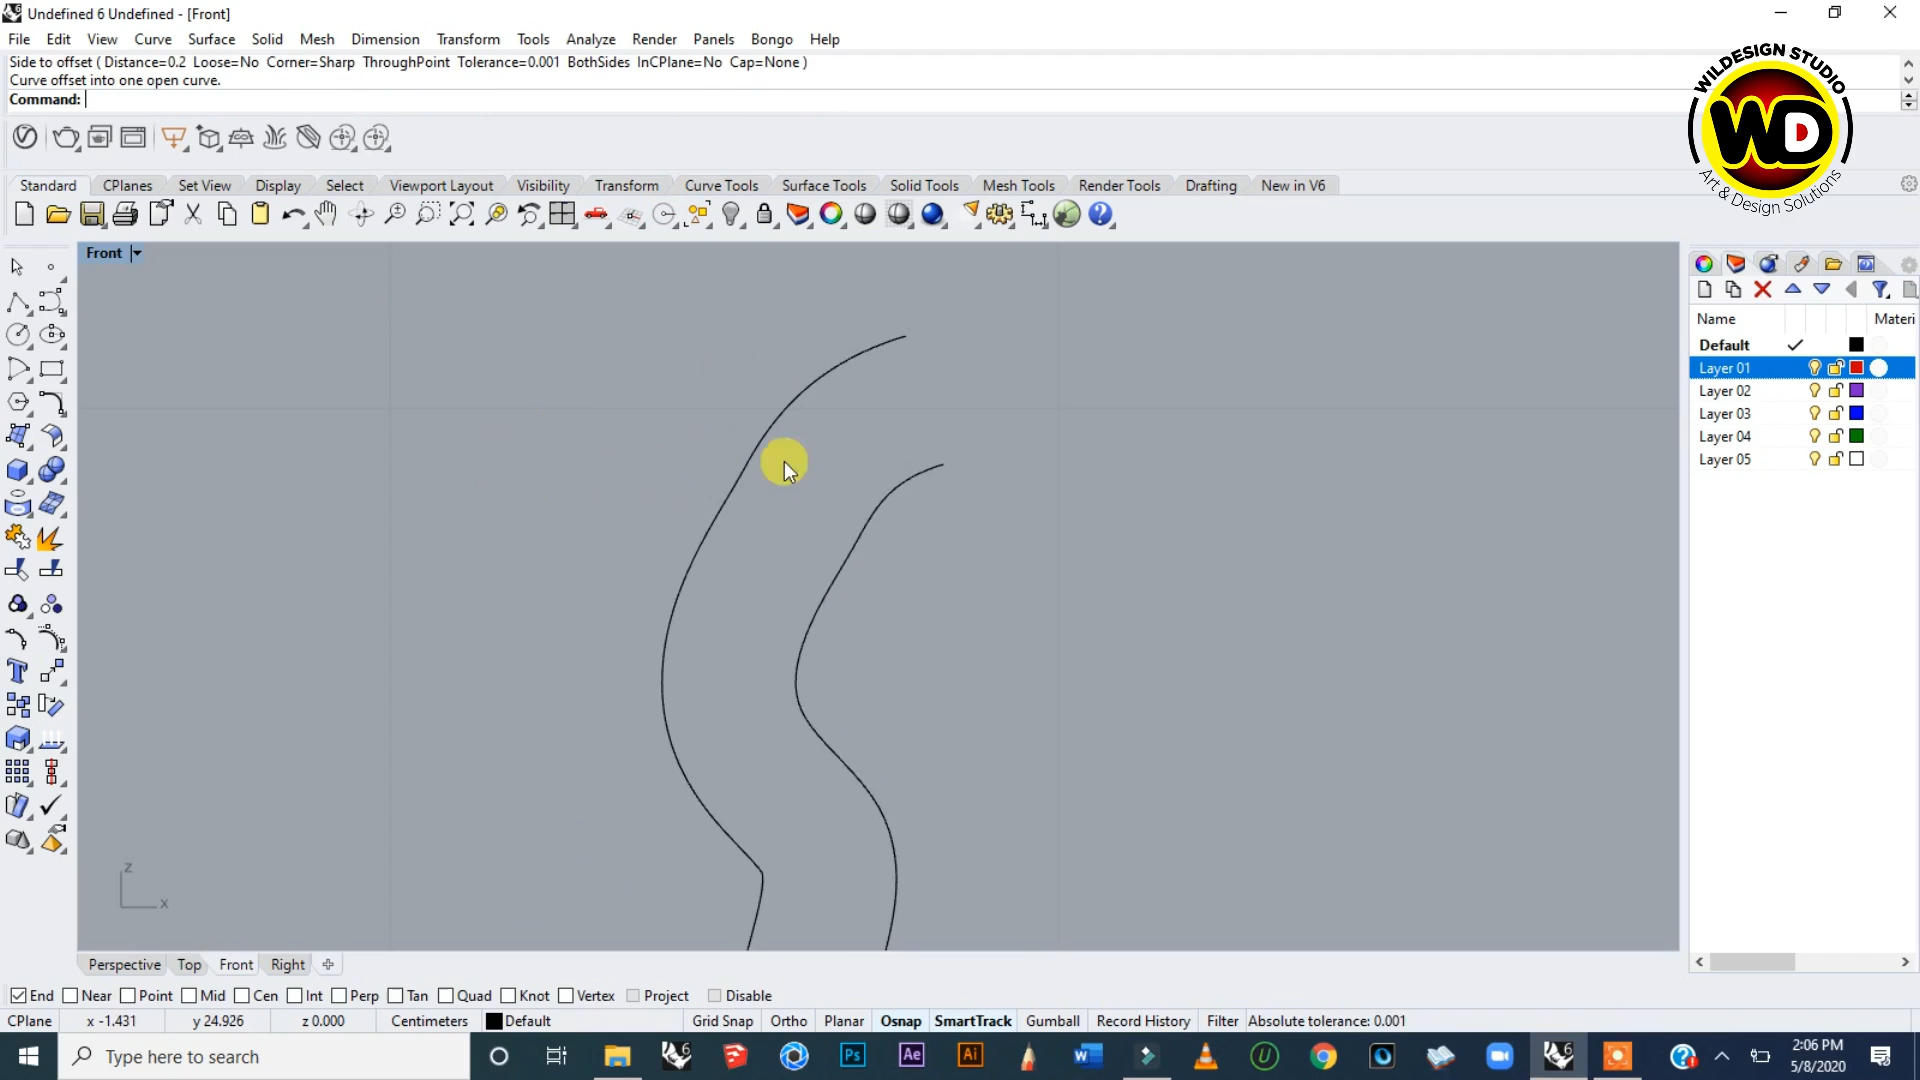 Undefined 6 Undefined - [Front]
File Edit View Curve Surface Solid Mesh Dimension Transform Tools Analyze Render Panels Bongo Help
Side to offset ( Distance=0.2 Loose=No Corner=Sharp ThroughPoint Tolerance=0.001 BothSides InCPlane=No Cap=None )
Curve offset into one open curve.
Command:
WILDESIGN STUDIO
WD
Art & Design Solutions
Standard CPlanes Set View Display Select Viewport Layout Visibility Transform Curve Tools Surface Tools Solid Tools Mesh Tools Render Tools Drafting New in V6
Front
Name Materi
Default
Layer 01
Layer 02
Layer 03
Layer 04
Layer 05
z
x
Perspective Top Front Right
End Near Point Mid Cen Int Perp Tan Quad Knot Vertex Project Disable
CPlane x -1.431 y 24.926 z 0.000 Centimeters Default Grid Snap Ortho Planar Osnap SmartTrack Gumball Record History Filter Absolute tolerance: 0.001
Type here to search
Ps
Ae
Ai
2:06 PM
5/8/2020